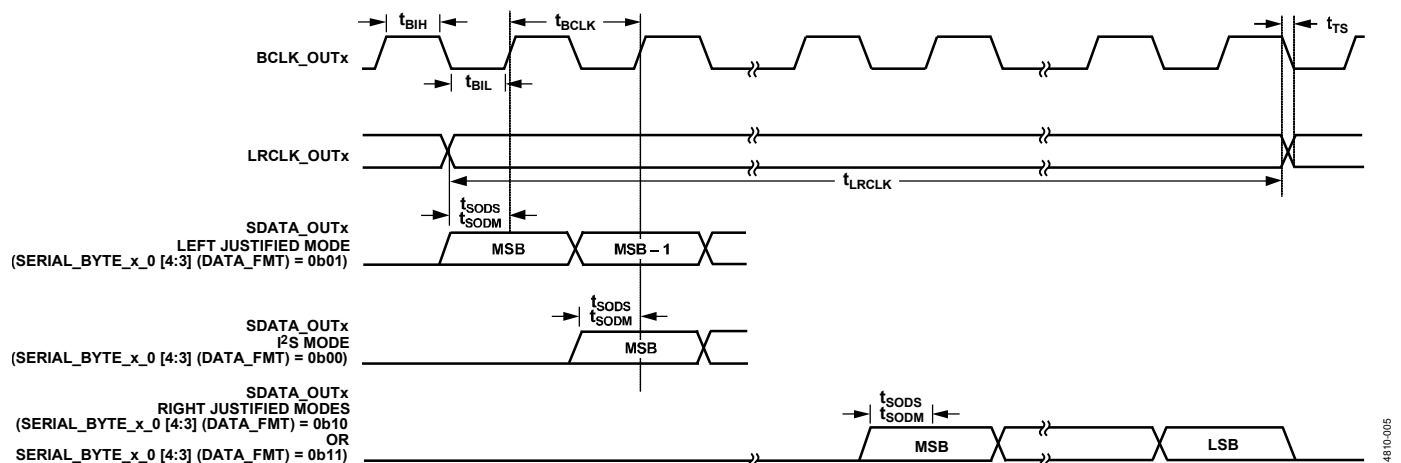 tBIH
tBCLK
tTS
BCLK_OUTx
tBIL
LRCLK_OUTx
tLRCLK
tSODS
tSODM
SDATA_OUTx
LEFT JUSTIFIED MODE
(SERIAL_BYTE_x_0 [4:3] (DATA_FMT) = 0b01)
MSB
MSB – 1
tSODS
tSODM
SDATA_OUTx
I²S MODE
(SERIAL_BYTE_x_0 [4:3] (DATA_FMT) = 0b00)
MSB
SDATA_OUTx
RIGHT JUSTIFIED MODES
(SERIAL_BYTE_x_0 [4:3] (DATA_FMT) = 0b10
OR
SERIAL_BYTE_x_0 [4:3] (DATA_FMT) = 0b11)
tSODS
tSODM
MSB
LSB
4810-005